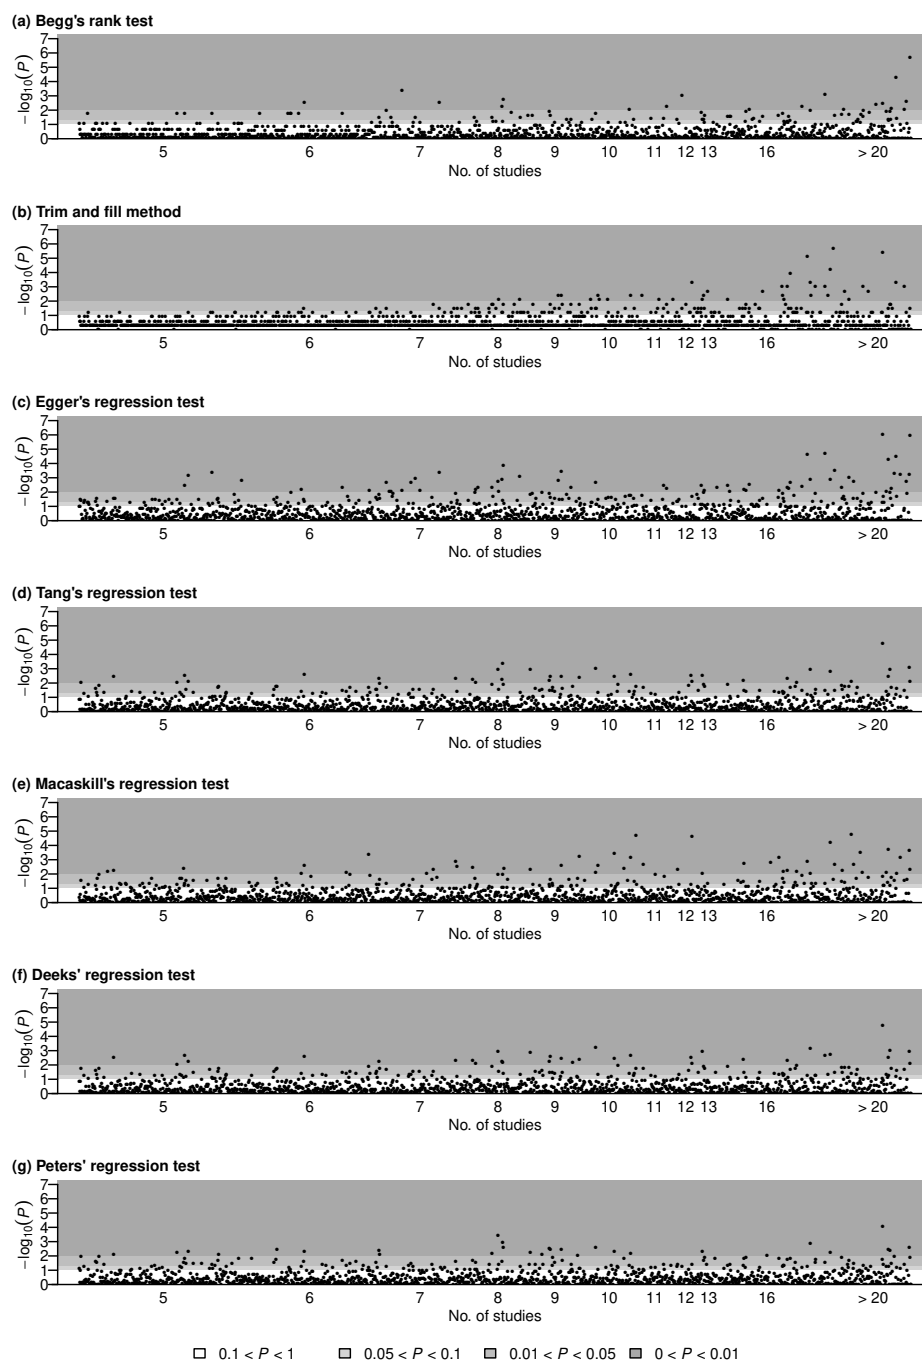 (a) Begg's rank test
7
6
5
4
3
2
1
0
−log10(P)
5 6 7 8 9 10 11 12 13 16 > 20
No. of studies
(b) Trim and fill method
7
6
5
4
3
2
1
0
−log10(P)
5 6 7 8 9 10 11 12 13 16 > 20
No. of studies
(c) Egger's regression test
7
6
5
4
3
2
1
0
−log10(P)
5 6 7 8 9 10 11 12 13 16 > 20
No. of studies
(d) Tang's regression test
7
6
5
4
3
2
1
0
−log10(P)
5 6 7 8 9 10 11 12 13 16 > 20
No. of studies
(e) Macaskill's regression test
7
6
5
4
3
2
1
0
−log10(P)
5 6 7 8 9 10 11 12 13 16 > 20
No. of studies
(f) Deeks' regression test
7
6
5
4
3
2
1
0
−log10(P)
5 6 7 8 9 10 11 12 13 16 > 20
No. of studies
(g) Peters' regression test
7
6
5
4
3
2
1
0
−log10(P)
5 6 7 8 9 10 11 12 13 16 > 20
No. of studies
0.1 < P < 1 0.05 < P < 0.1 0.01 < P < 0.05 0 < P < 0.01